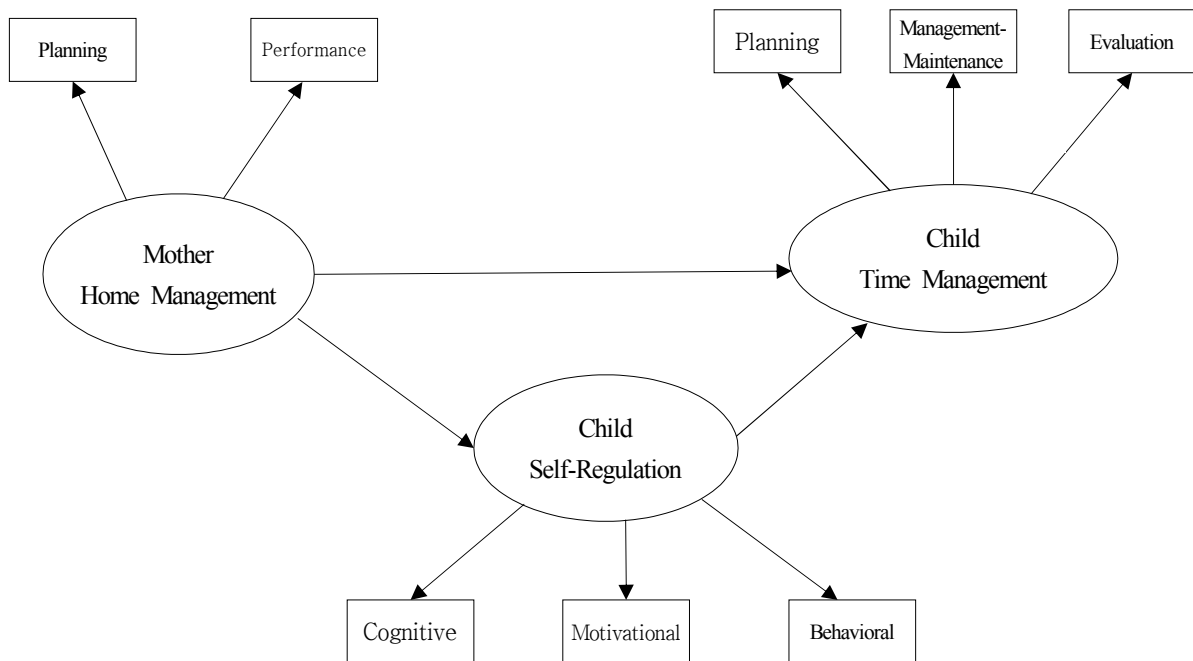 Planning
Performance
Planning
Management-
Maintenance
Evaluation
Mother
Home Management
Child
Time Management
Child
Self-Regulation
Cognitive
Motivational
Behavioral